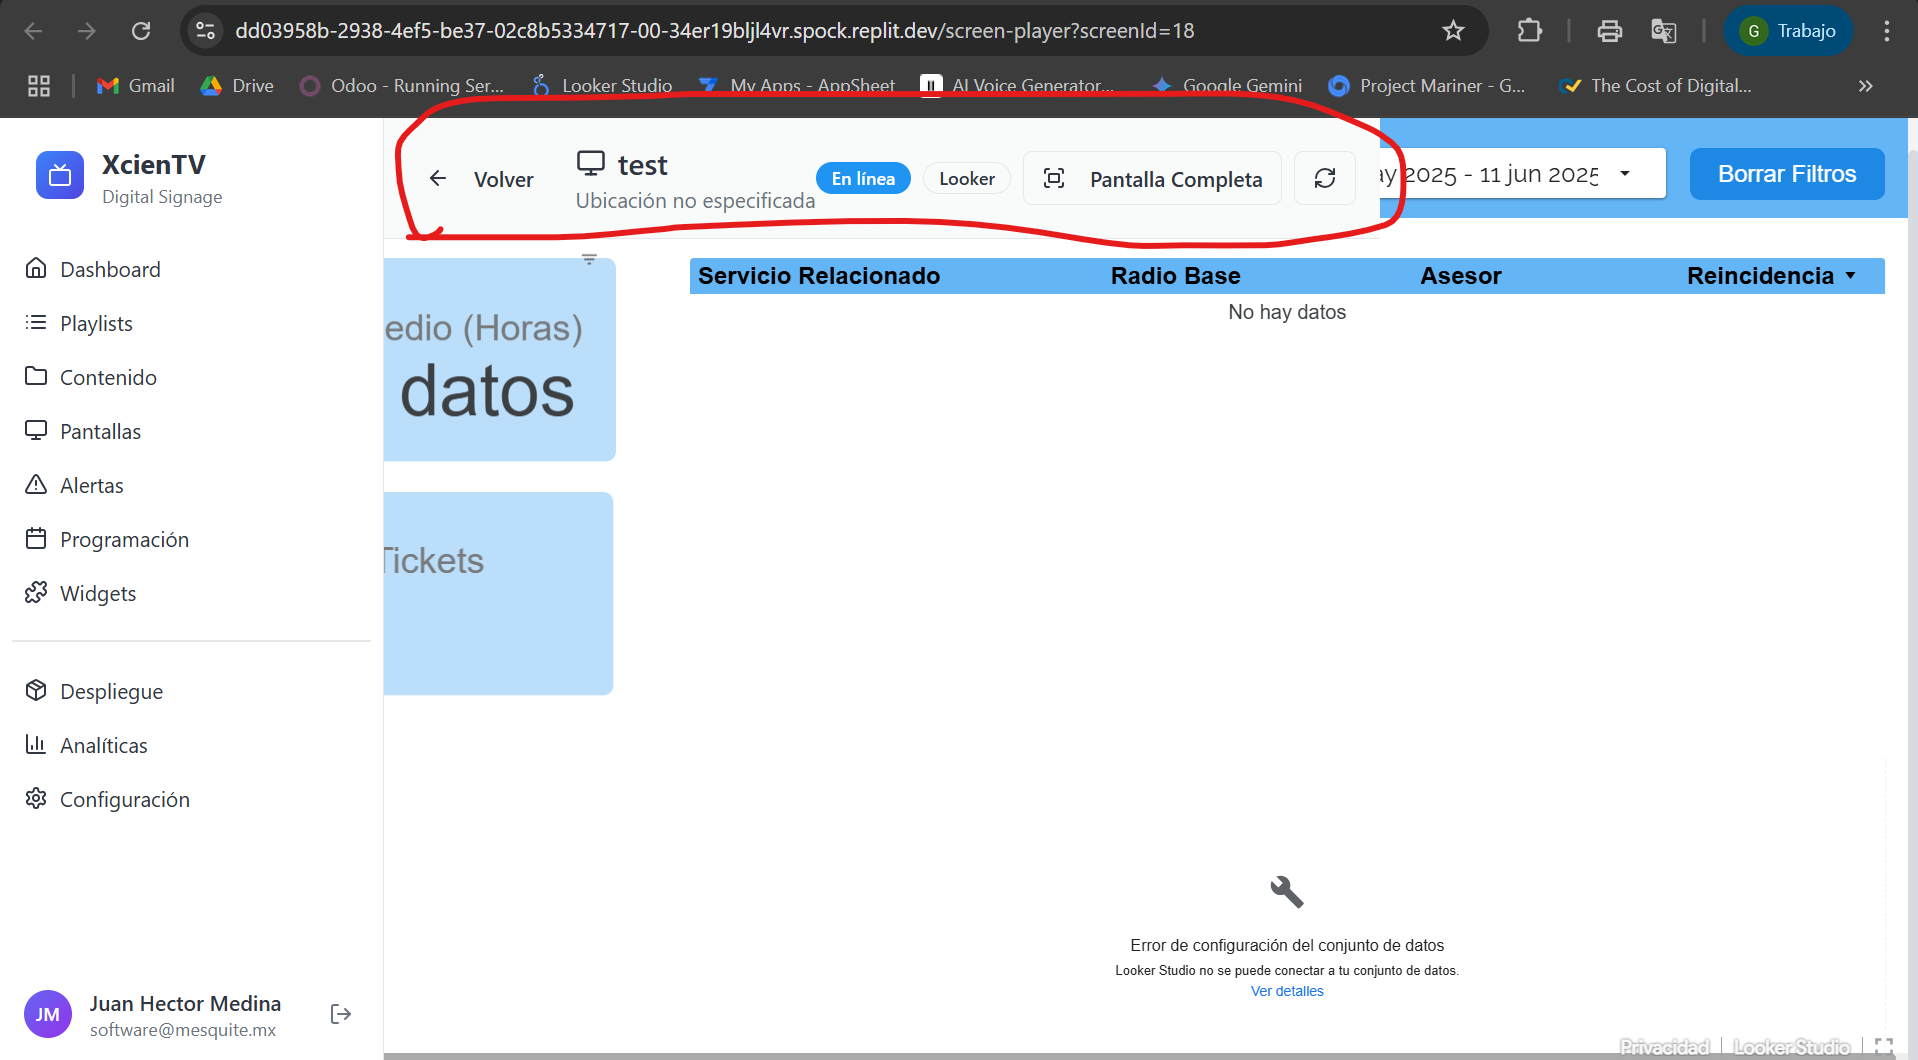 dd03958b-2938-4ef5-be37-02c8b5334717-00-34er19bljl4vr.spock.replit.dev/screen-player?screenId=18
G Trabajo
Gmail Drive Odoo - Running Ser... Looker Studio My Apps - AppSheet AI Voice Generator... Google Gemini Project Mariner - G... The Cost of Digital...
XcienTV
Digital Signage
Dashboard
Playlists
Contenido
Pantallas
Alertas
Programación
Widgets
Despliegue
Analíticas
Configuración
JM
Juan Hector Medina
software@mesquite.mx
Volver
test
Ubicación no especificada
En línea
Looker
Pantalla Completa
ay 2025 - 11 jun 2025
Borrar Filtros
edio (Horas)
datos
Tickets
Servicio Relacionado Radio Base Asesor Reincidencia
No hay datos
Error de configuración del conjunto de datos
Looker Studio no se puede conectar a tu conjunto de datos.
Ver detalles
Privacidad
Looker Studio